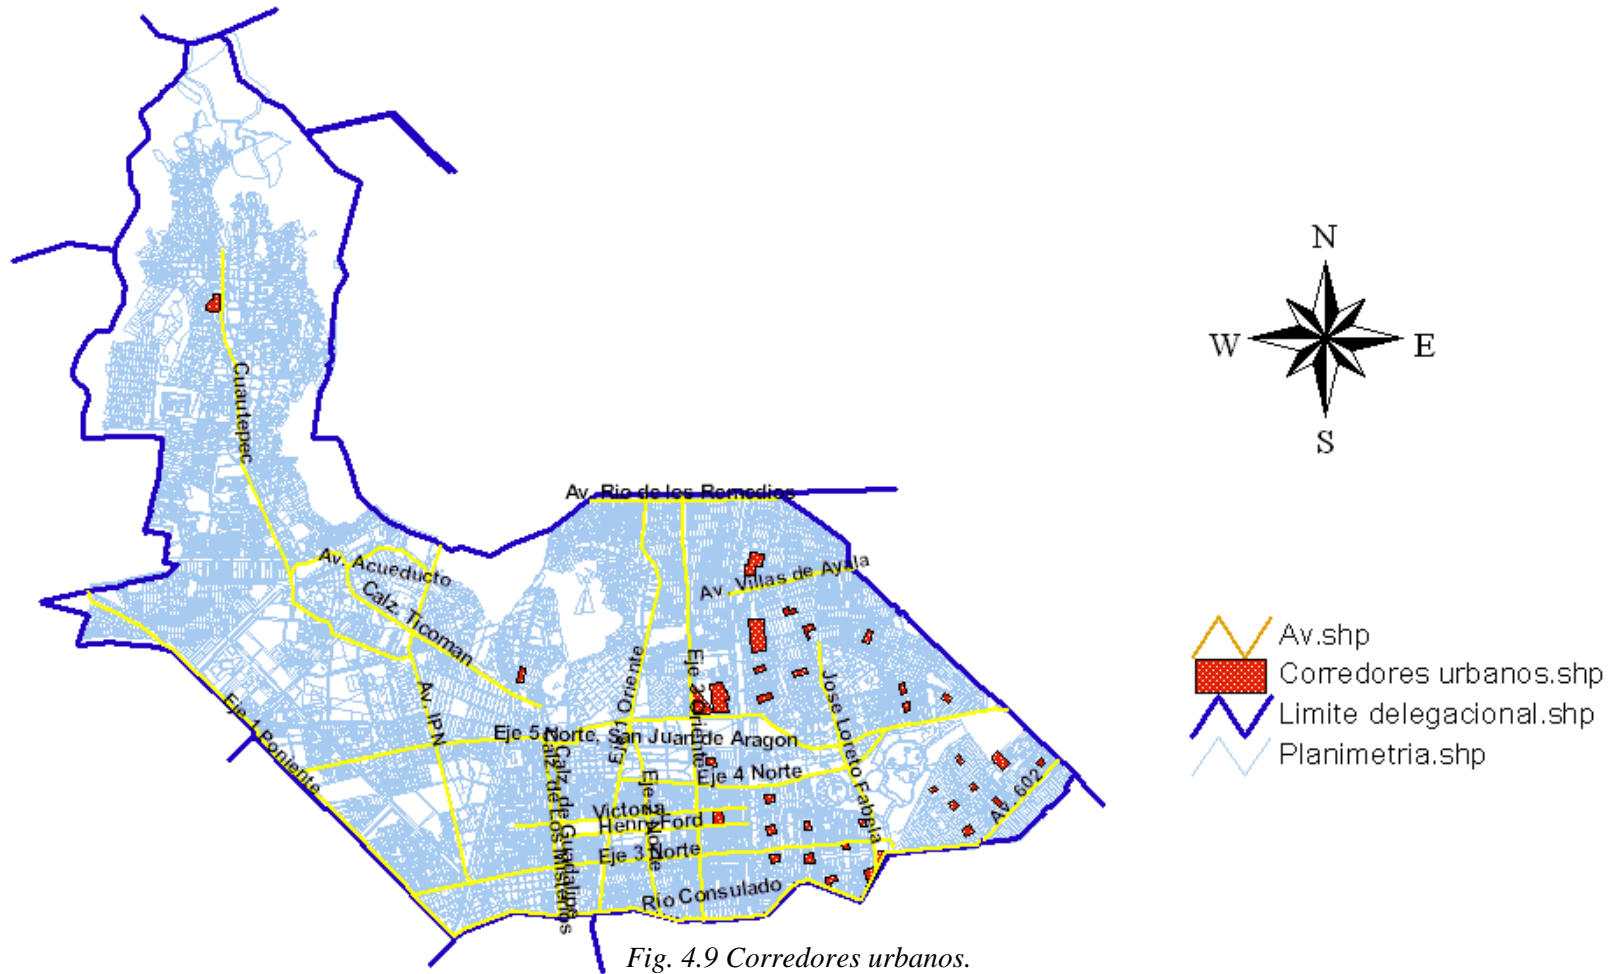 N
W
E
S
Cuautepec
Av. Rio de los Remedios
Av. Acueducto
Av. Villas de Ayala
Calz. Ticoman
Av.shp
Corredores urbanos.shp
Limite delegacional.shp
Planimetria.shp
Eje 1 Oriente
Jose Loreto Fabela
Av. IPN
Eje 1 Poniente
Eje 5 Norte, San Juan de Aragon
Eje 4 Norte
Av. 602
Victoria
Henry Ford
Calz. de Guadalupe
Calz. de Los Misterios
Eje 3 Norte
Rio Consulado
Fig. 4.9 Corredores urbanos.